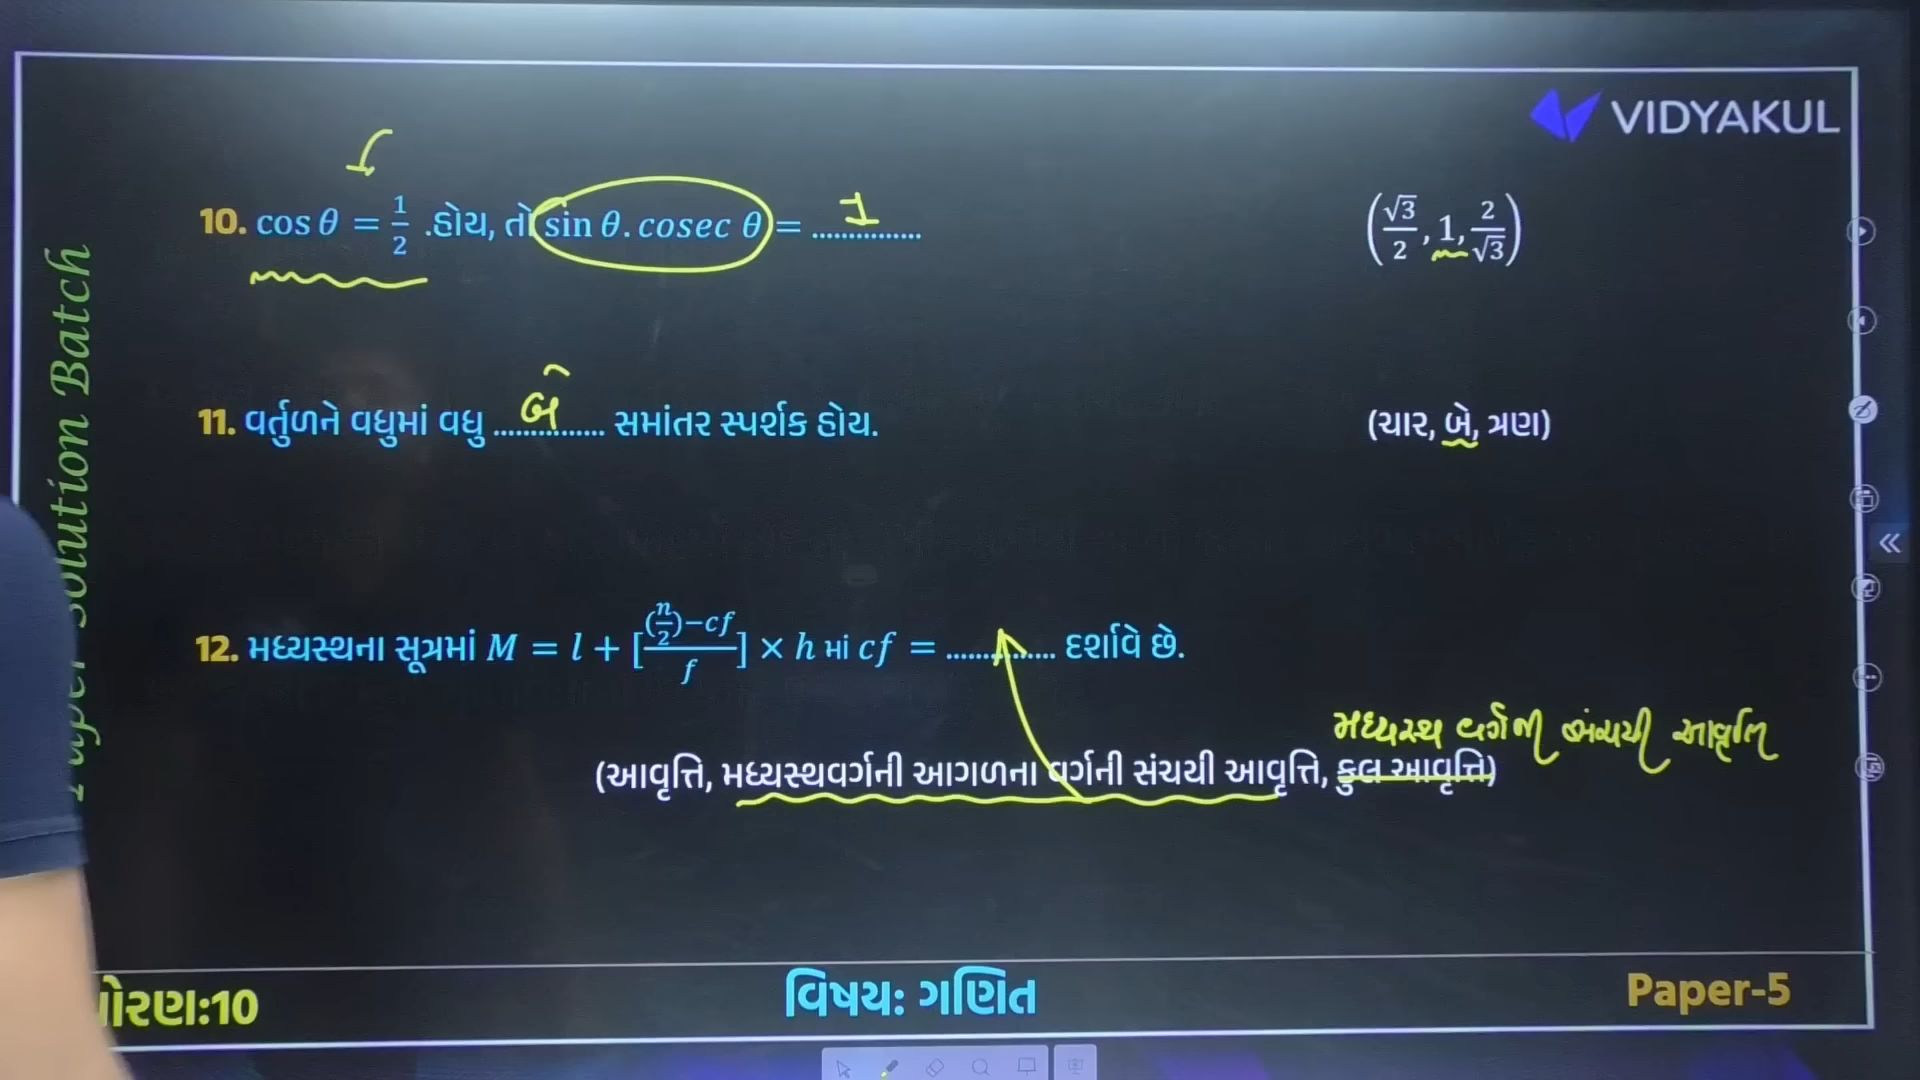 VIDYAKUL
10. cos θ = 1/2 .હોય, તો sin θ. cosec θ = ............... 1
(√3/2, 1, 2/√3)
11. વર્તુળને વધુમાં વધુ ............... બે સમાંતર સ્પર્શક હોય.
(ચાર, બે, ત્રણ)
12. મધ્યસ્થના સૂત્રમાં M = l + [((n/2)−cf)/f] × h માં cf = ............... દર્શાવે છે.
મધ્યસ્થ વર્ગની સંચયી આવૃત્તિ
(આવૃત્તિ, મધ્યસ્થવર્ગની આગળના વર્ગની સંચયી આવૃત્તિ, કુલ આવૃત્તિ)
Solution Batch
ોરણ:10
વિષય: ગણિત
Paper-5